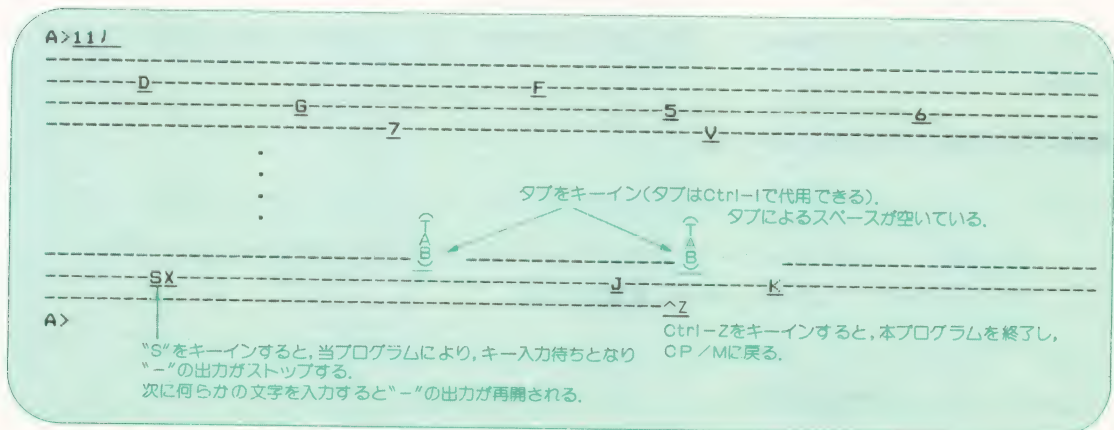 A>11/
------------------------------------------------------------
---------D------------------------------------F------------------------------------
------------------------G----------------------------------5-----------------------6-----------------
--------------------------------7-----------------------------V------------------------------------
・
・
・
・
タブをキーイン(タブはCtrl-Iで代用できる).
タブによるスペースが空いている.
(TAB) (TAB)
----------------------------------- -------------------- ------------------------------
----------SX----------------------------------------J--------------K------------------------------
------------------------------------------------------------^Z
A>
Ctrl-Zをキーインすると,本プログラムを終了し,
CP/Mに戻る.
"S"をキーインすると,当プログラムにより,キー入力待ちとなり
"-"の出力がストップする.
次に何らかの文字を入力すると"-"の出力が再開される.